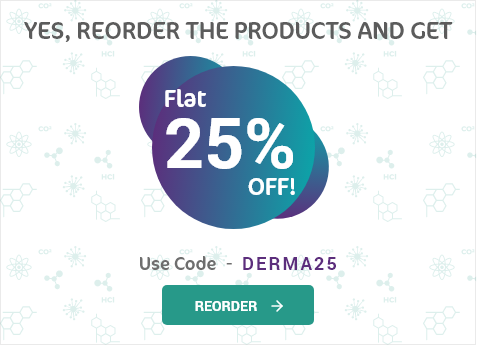 YES, REORDER THE PRODUCTS AND GET
Flat
25%
OFF!
Use Code - DERMA25
REORDER →